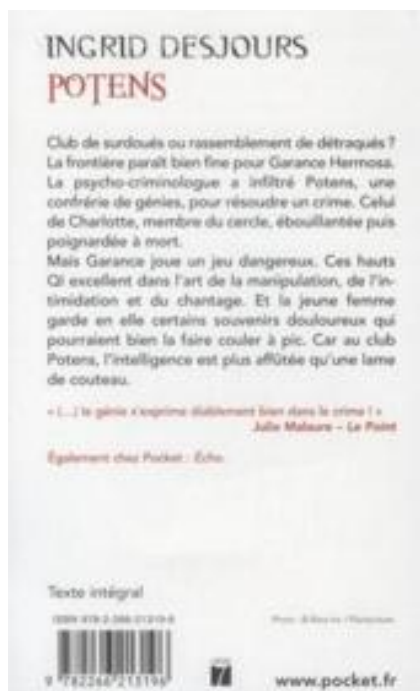 INGRID DESJOURS
POTENS
Club de surdoués ou rassemblement de détraqués ?
La frontière paraît bien fine pour Garance Hermosa.
La psycho-criminologue a infiltré Potens, une
confrérie de génies, pour résoudre un crime. Celui
de Charlotte, membre du cercle, ébouillantée puis
poignardée à mort.
Mais Garance joue un jeu dangereux. Ces hauts
QI excellent dans l'art de la manipulation, de l'in-
timidation et du chantage. Et la jeune femme
garde en elle certains souvenirs douloureux qui
pourraient bien la faire couler à pic. Car au club
Potens, l'intelligence est plus affûtée qu'une lame
de couteau.
« (...) le génie s'exprime diablement bien dans le crime ! »
Julie Malaure – Le Point
Également chez Pocket : Écho
Texte intégral
ISBN 978-2-266-21319-6
9 782266 213196
www.pocket.fr